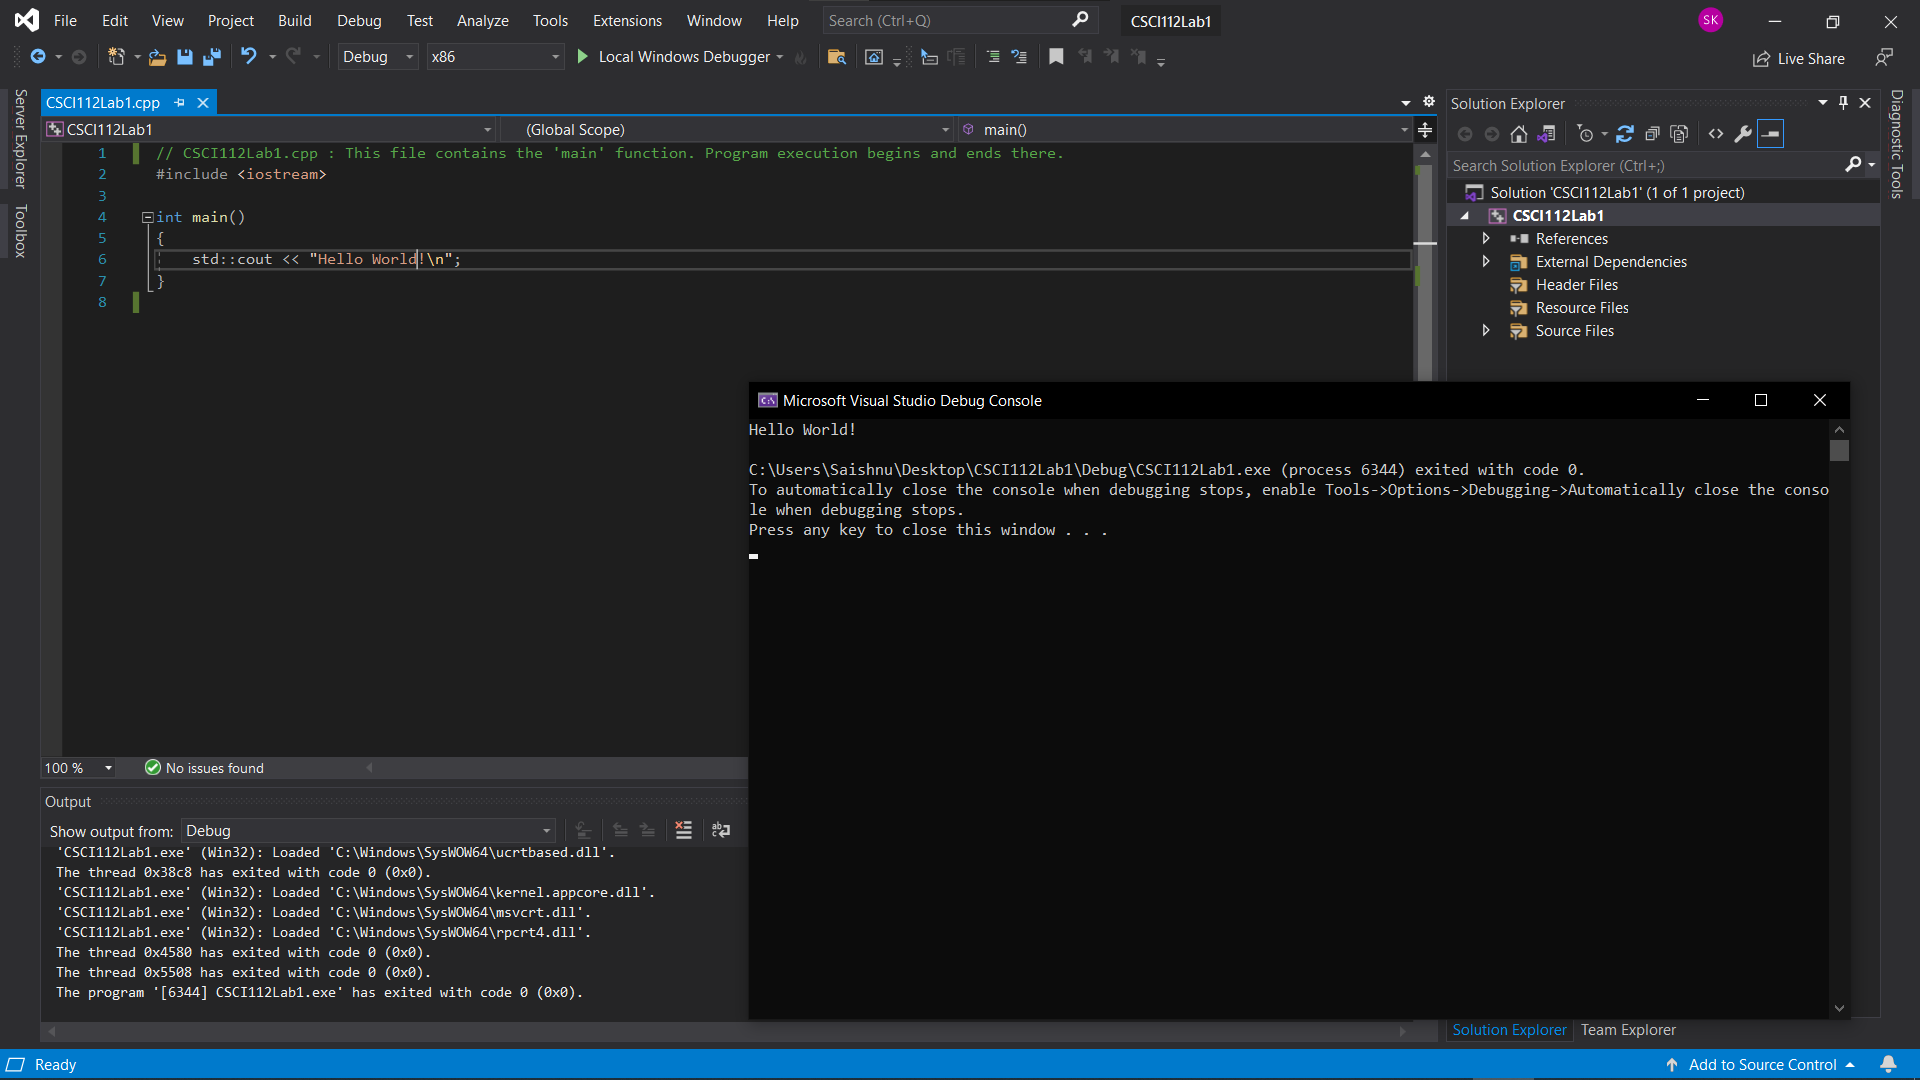 File Edit View Project Build Debug Test Analyze Tools Extensions Window Help Search (Ctrl+Q) CSCI112Lab1 SK
Debug x86 Local Windows Debugger Live Share
Server Explorer
Toolbox
CSCI112Lab1.cpp
CSCI112Lab1 (Global Scope) main()
1 // CSCI112Lab1.cpp : This file contains the 'main' function. Program execution begins and ends there.
2 #include <iostream>
3
4 int main()
5 {
6 std::cout << "Hello World!\n";
7 }
8
100 % No issues found
Solution Explorer
Search Solution Explorer (Ctrl+;)
Solution 'CSCI112Lab1' (1 of 1 project)
CSCI112Lab1
References
External Dependencies
Header Files
Resource Files
Source Files
Diagnostic Tools
C:\ Microsoft Visual Studio Debug Console
Hello World!
C:\Users\Saishnu\Desktop\CSCI112Lab1\Debug\CSCI112Lab1.exe (process 6344) exited with code 0.
To automatically close the console when debugging stops, enable Tools->Options->Debugging->Automatically close the conso
le when debugging stops.
Press any key to close this window . . .
Output
Show output from: Debug
'CSCI112Lab1.exe' (Win32): Loaded 'C:\Windows\SysWOW64\ucrtbased.dll'.
The thread 0x38c8 has exited with code 0 (0x0).
'CSCI112Lab1.exe' (Win32): Loaded 'C:\Windows\SysWOW64\kernel.appcore.dll'.
'CSCI112Lab1.exe' (Win32): Loaded 'C:\Windows\SysWOW64\msvcrt.dll'.
'CSCI112Lab1.exe' (Win32): Loaded 'C:\Windows\SysWOW64\rpcrt4.dll'.
The thread 0x4580 has exited with code 0 (0x0).
The thread 0x5508 has exited with code 0 (0x0).
The program '[6344] CSCI112Lab1.exe' has exited with code 0 (0x0).
Solution Explorer Team Explorer
Ready Add to Source Control